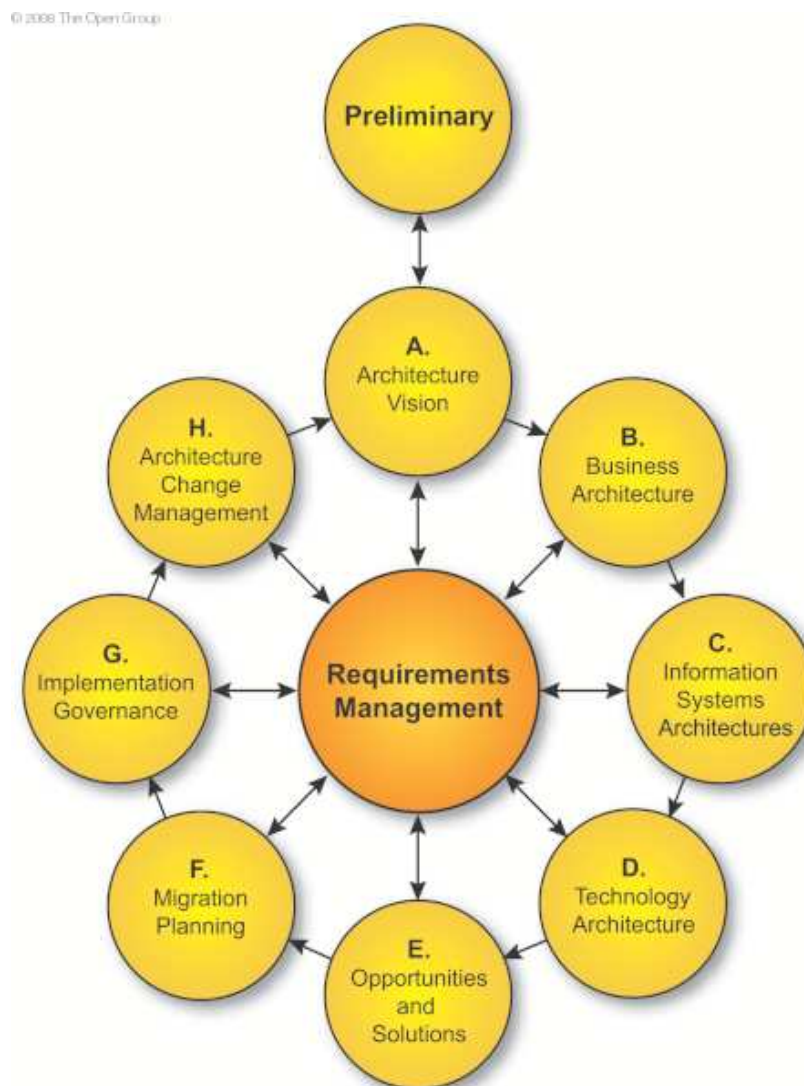 © 2008 The Open Group
Preliminary
A.
Architecture
Vision
B.
Business
Architecture
C.
Information
Systems
Architectures
D.
Technology
Architecture
E.
Opportunities
and
Solutions
F.
Migration
Planning
G.
Implementation
Governance
H.
Architecture
Change
Management
Requirements
Management